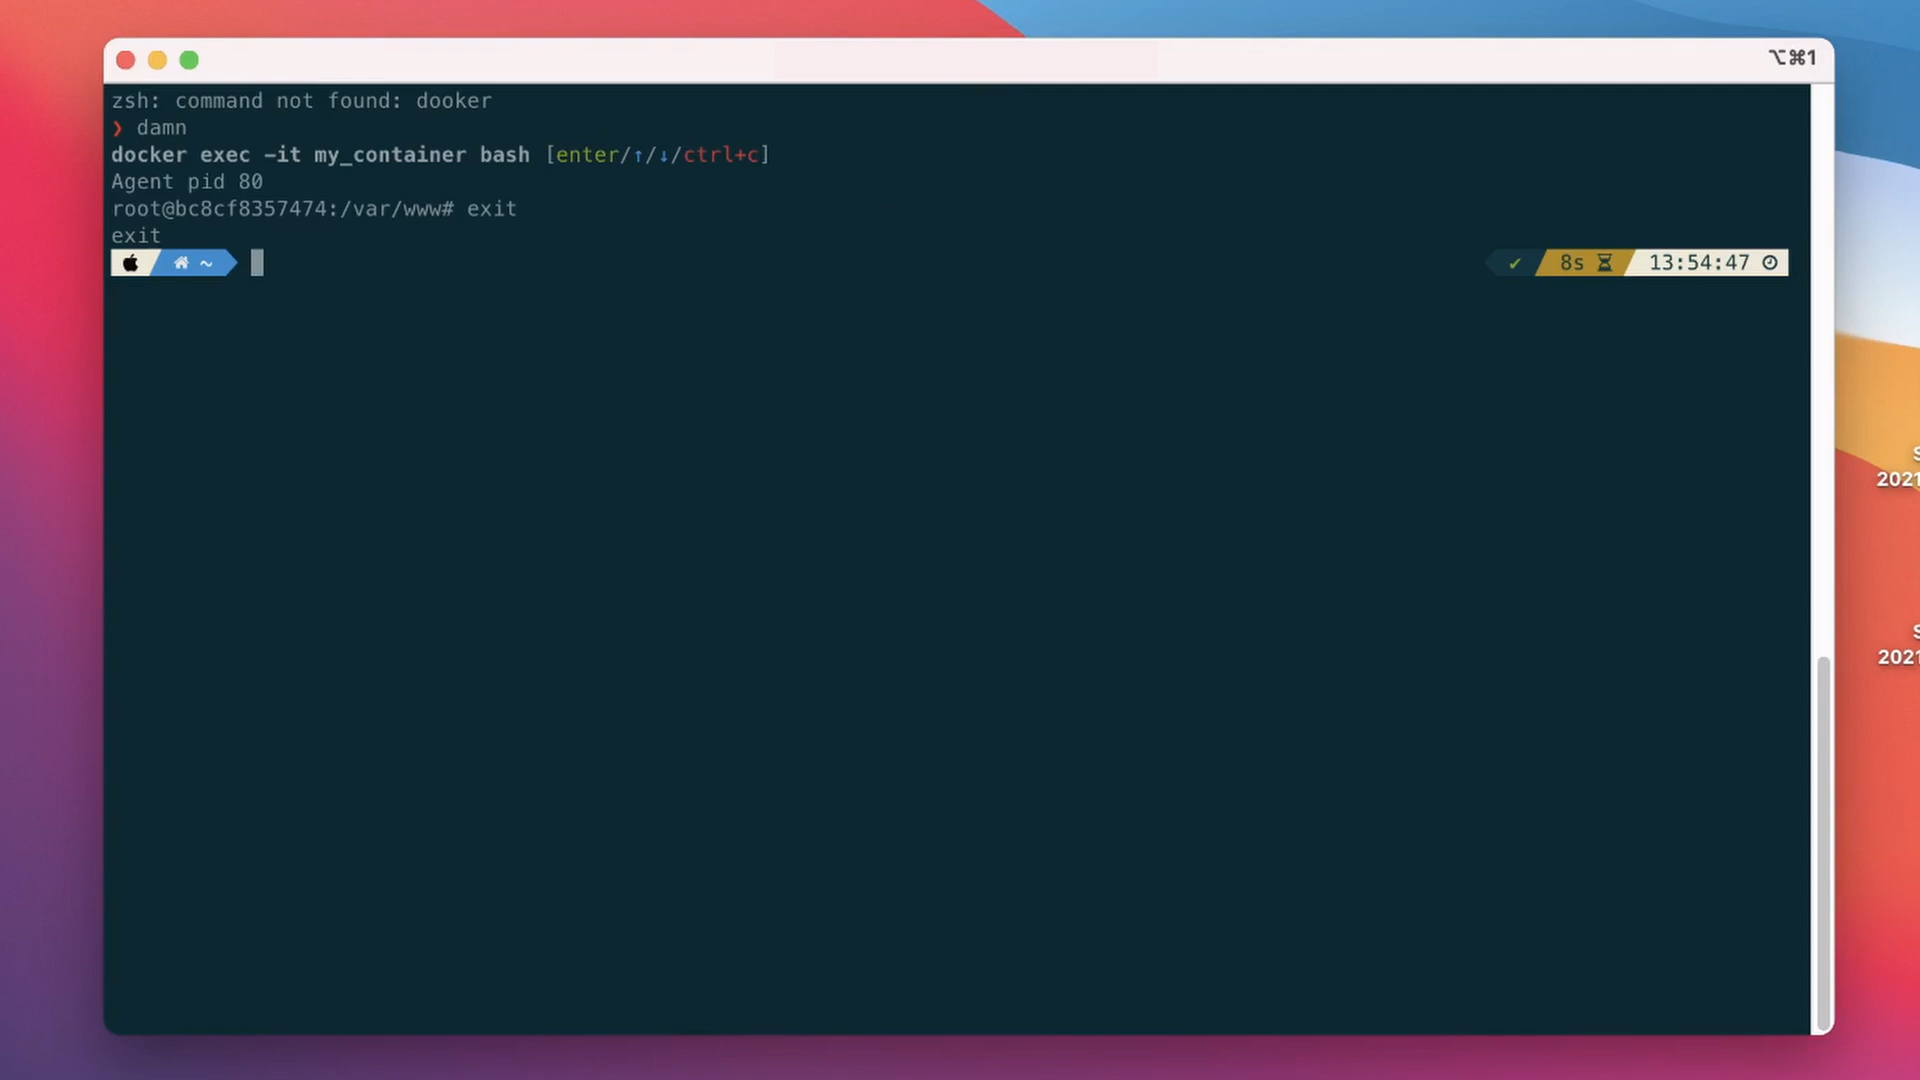 ⌥⌘1
zsh: command not found: dooker
❯ damn
docker exec -it my_container bash [enter/↑/↓/ctrl+c]
Agent pid 80
root@bc8cf8357474:/var/www# exit
exit
~ ✔ 8s 13:54:47
S
2021
S
2021